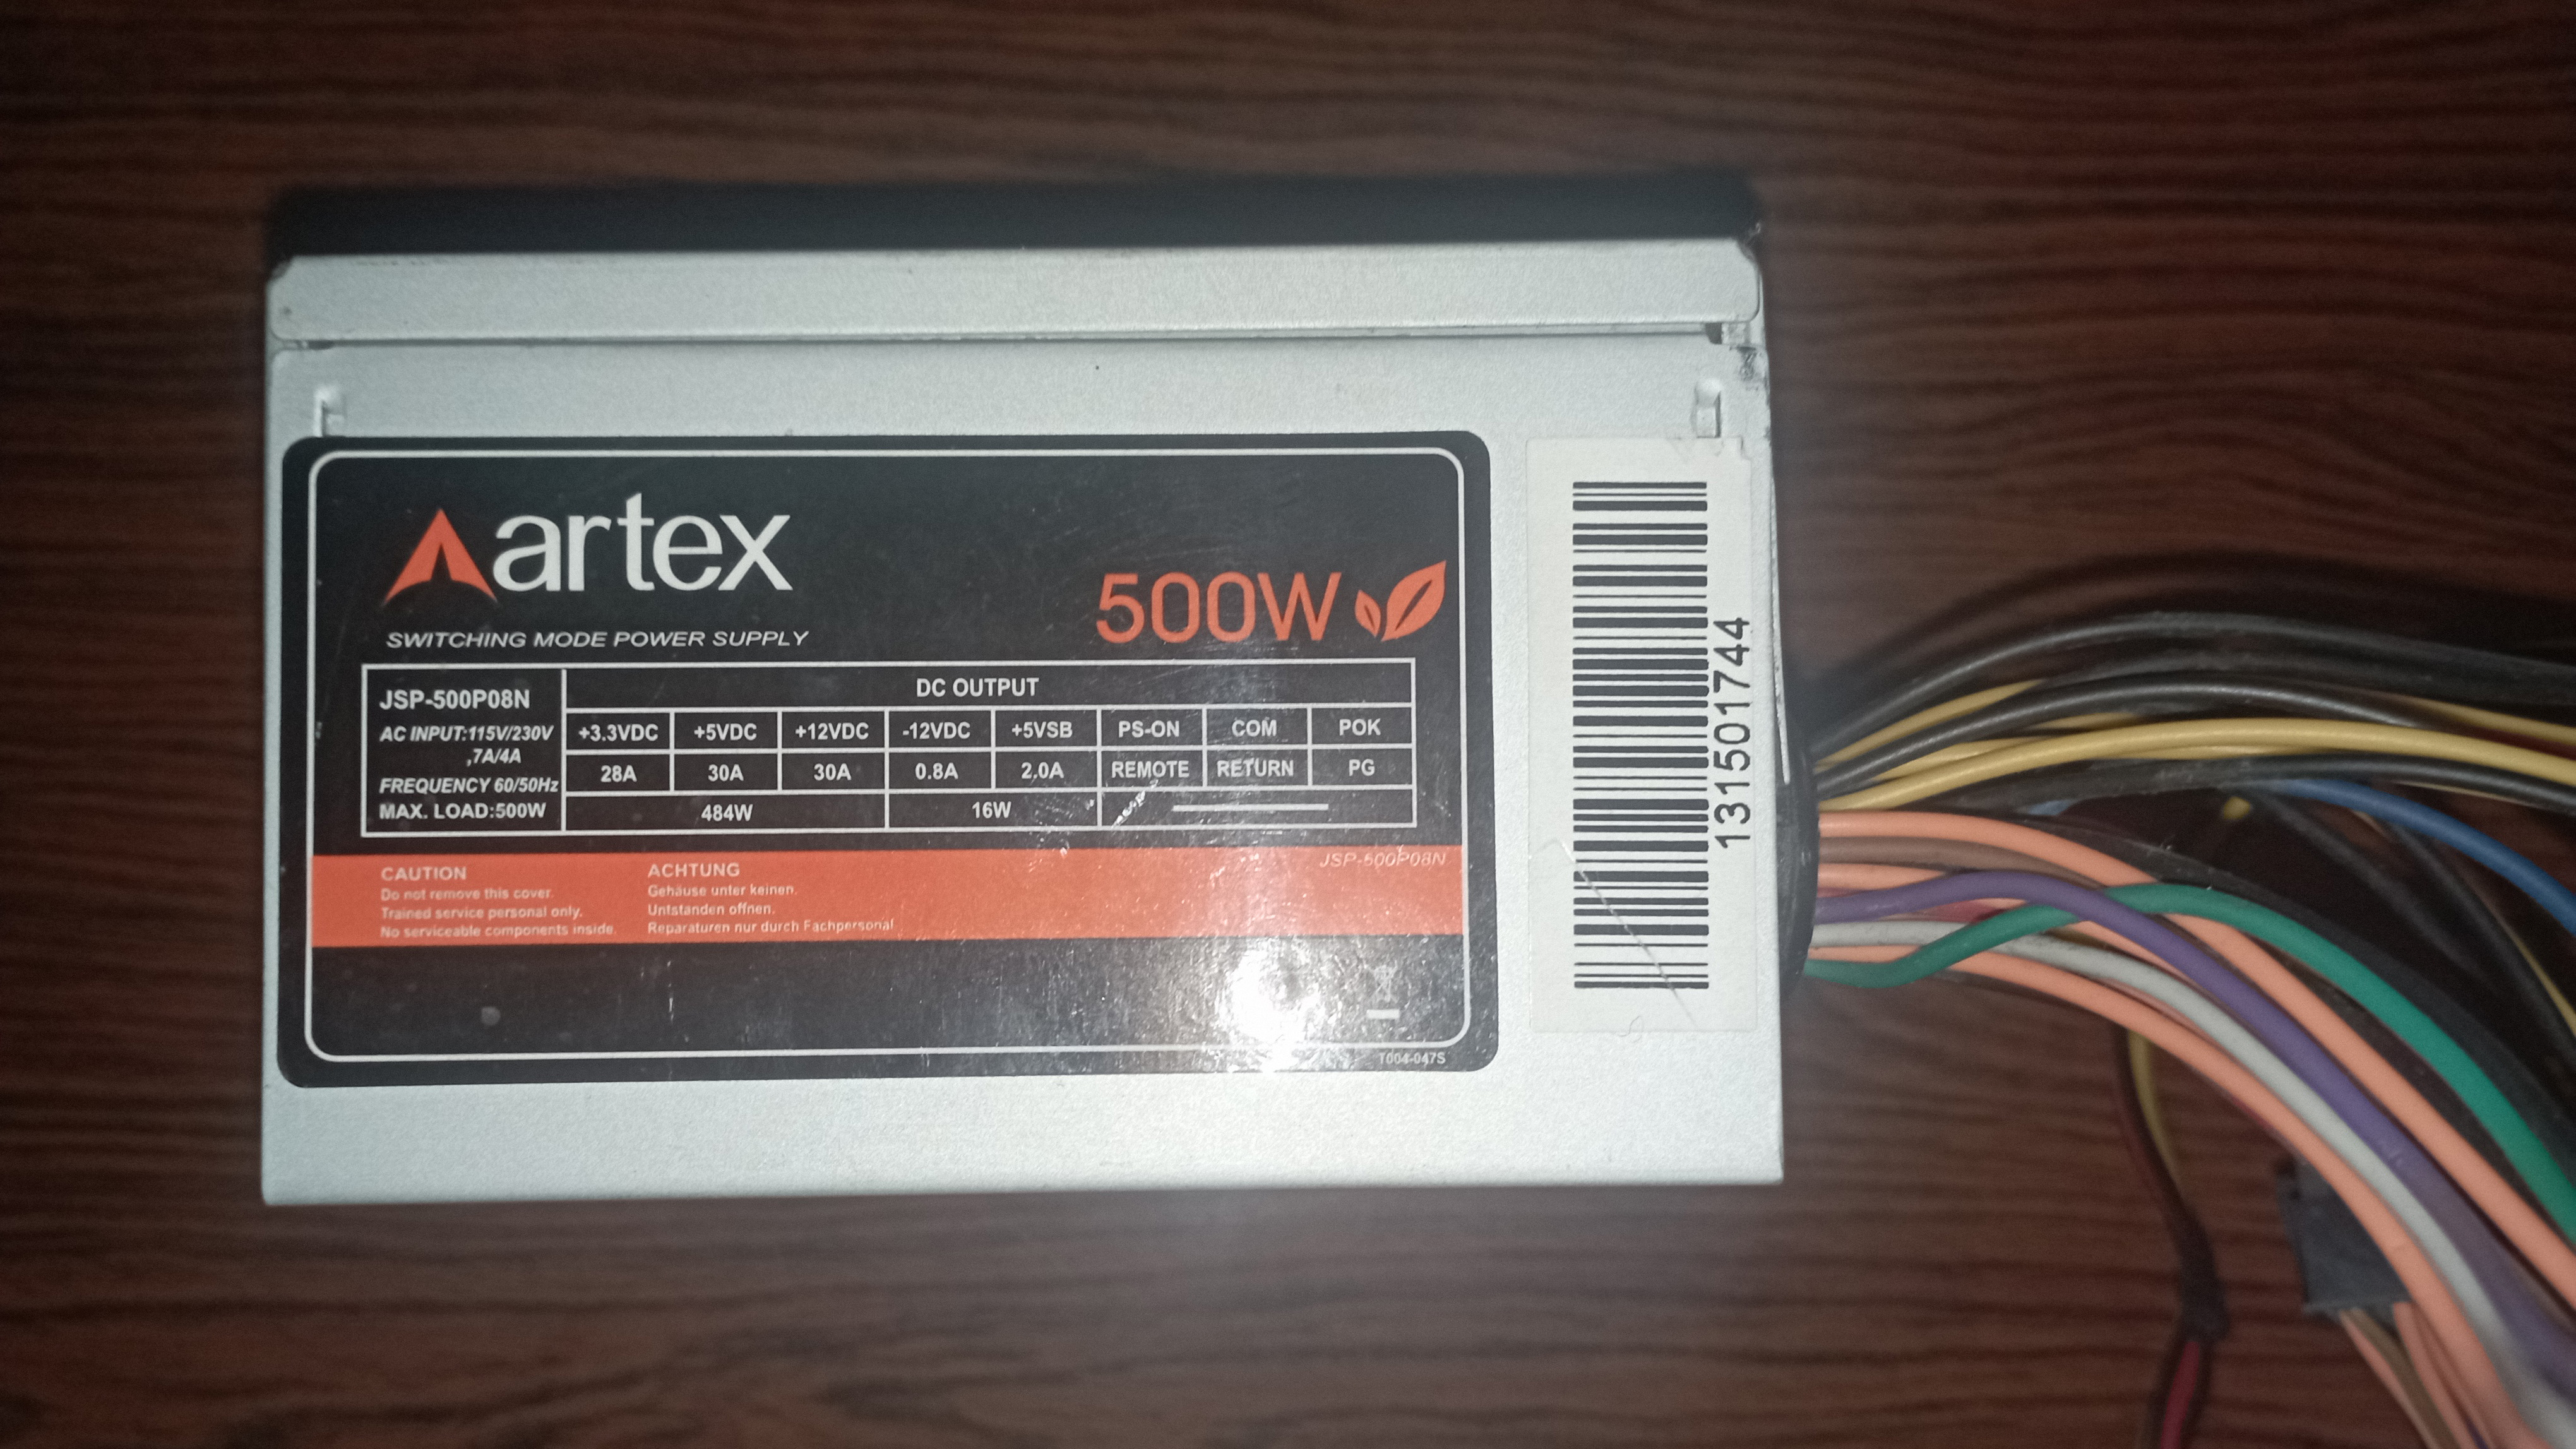 artex
SWITCHING MODE POWER SUPPLY
500W
JSP-500P08N
AC INPUT:115V/230V
,7A/4A
FREQUENCY 60/50Hz
MAX. LOAD:500W
DC OUTPUT
+3.3VDC +5VDC +12VDC -12VDC +5VSB PS-ON COM POK
28A 30A 30A 0.8A 2.0A REMOTE RETURN PG
484W 16W
JSP-500P08N
CAUTION
Do not remove this cover.
Trained service personal only.
No serviceable components inside.
ACHTUNG
Gehäuse unter keinen.
Untstanden offnen.
Reparaturen nur durch Fachpersonal
T004-047S
131501744